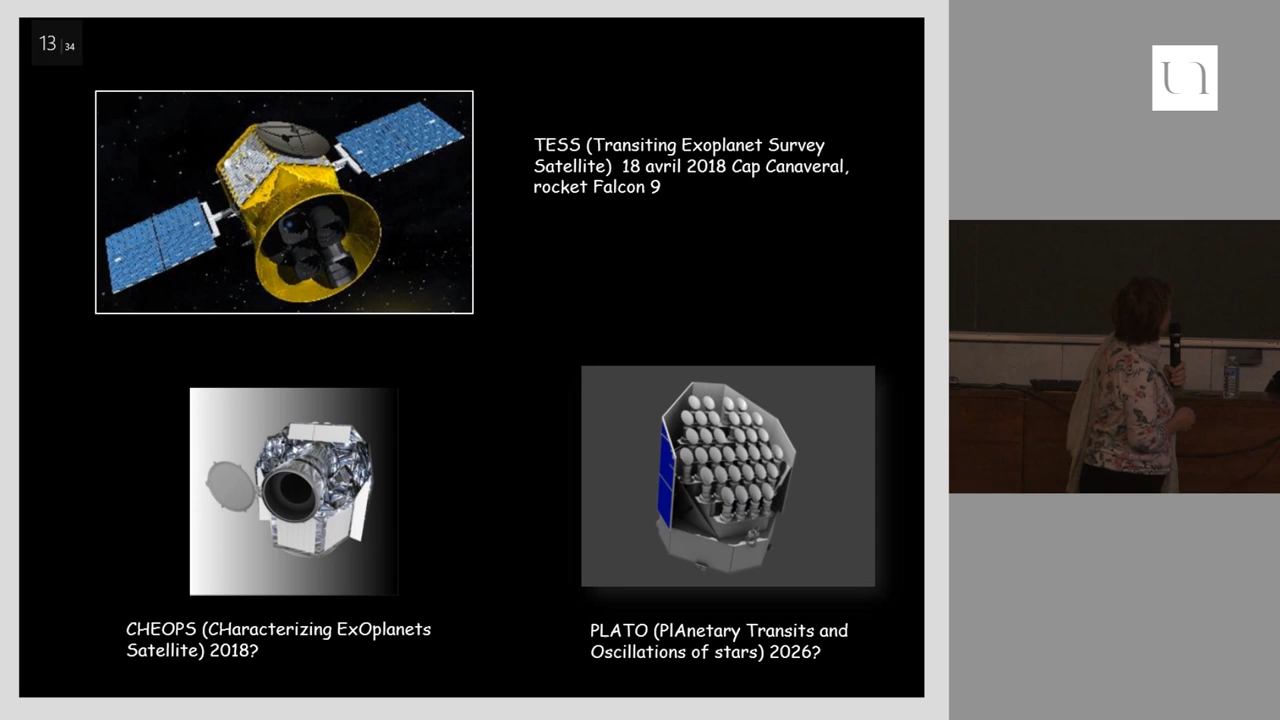 13 | 34
TESS (Transiting Exoplanet Survey
Satellite) 18 avril 2018 Cap Canaveral,
rocket Falcon 9
CHEOPS (CHaracterizing ExOplanets
Satellite) 2018?
PLATO (PlAnetary Transits and
Oscillations of stars) 2026?